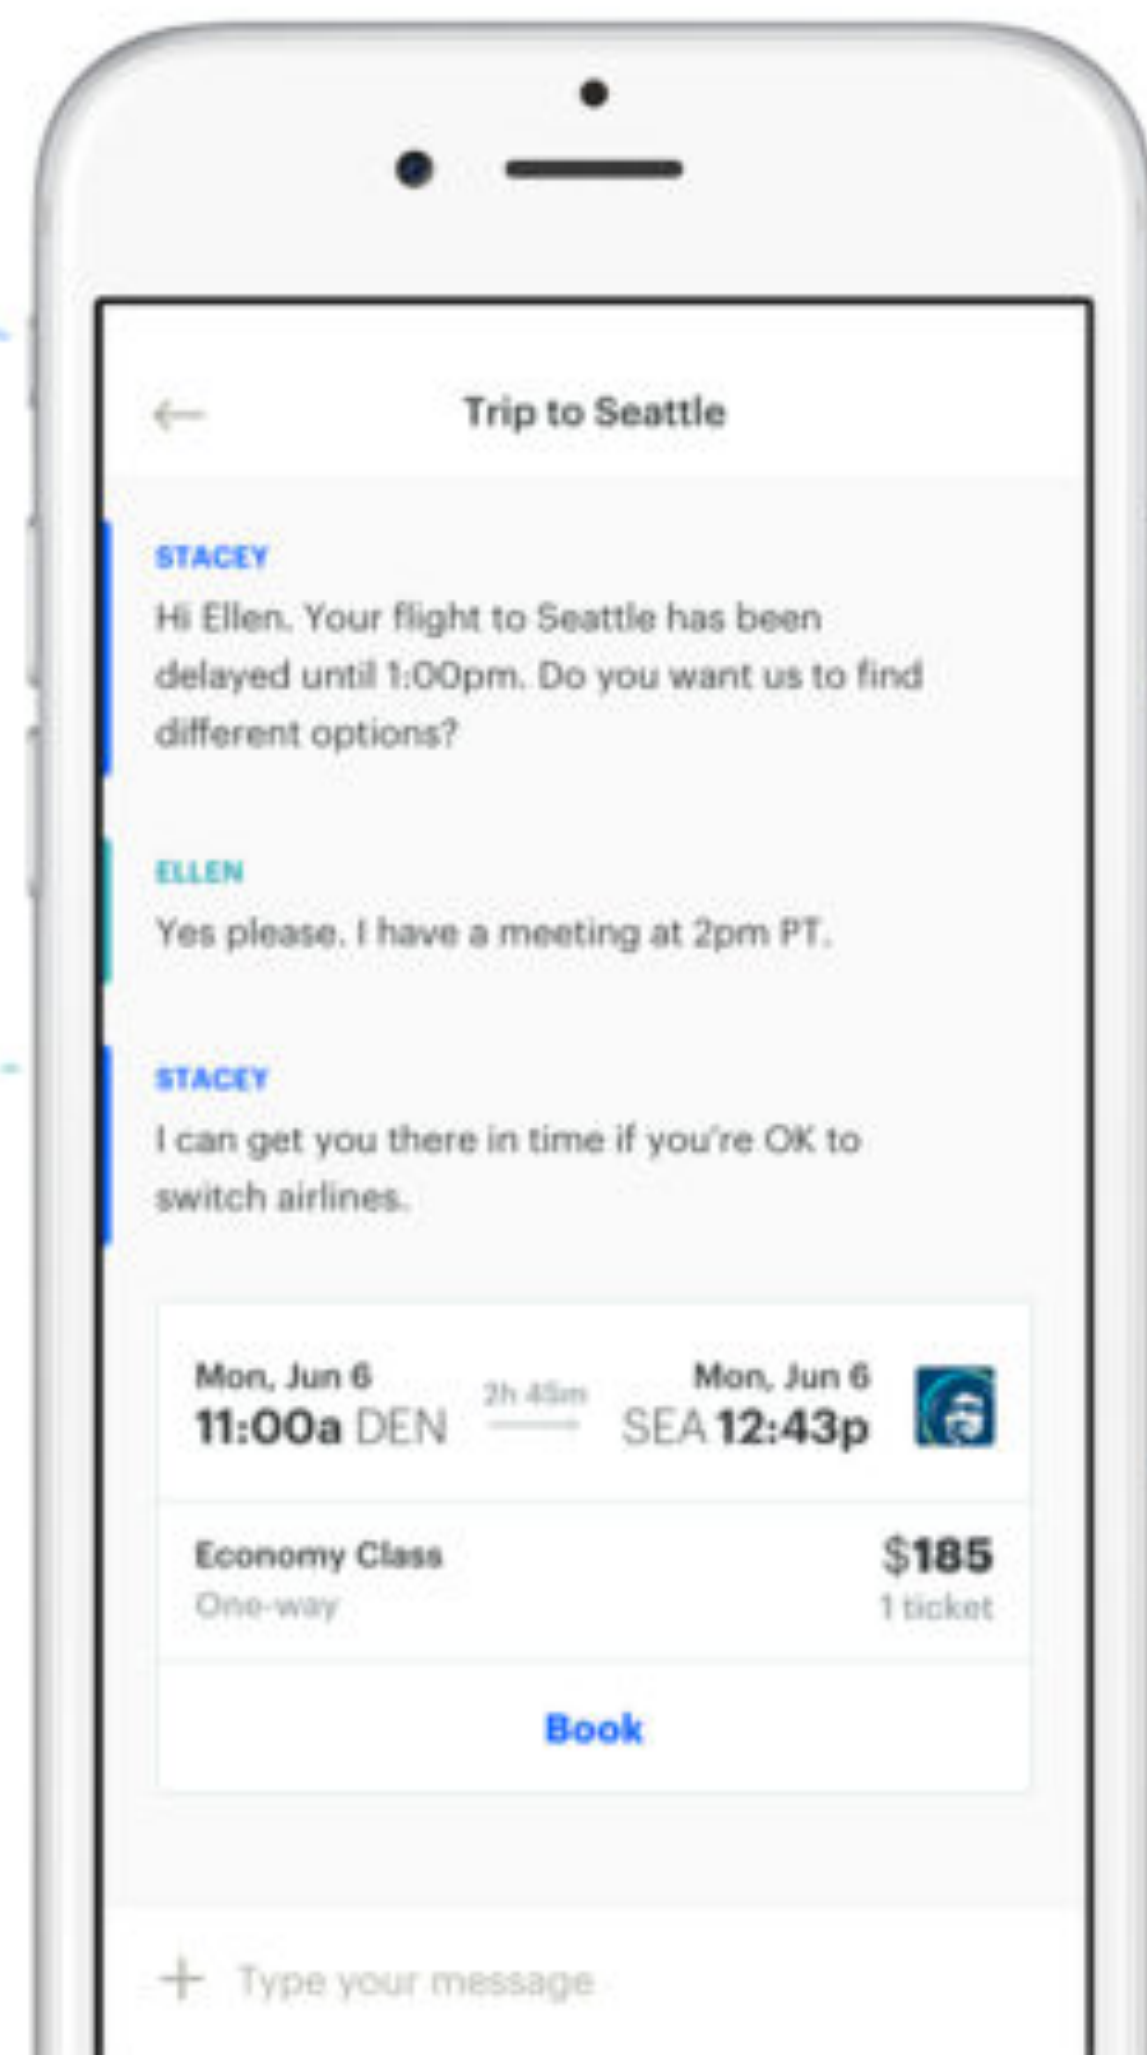 Trip to Seattle
STACEY
Hi Ellen. Your flight to Seattle has been
delayed until 1:00pm. Do you want us to find
different options?
ELLEN
Yes please. I have a meeting at 2pm PT.
STACEY
I can get you there in time if you're OK to
switch airlines.
Mon, Jun 6 Mon, Jun 6
2h 45m
11:00a DEN SEA 12:43p
Economy Class $185
One-way 1 ticket
Book
+ Type your message